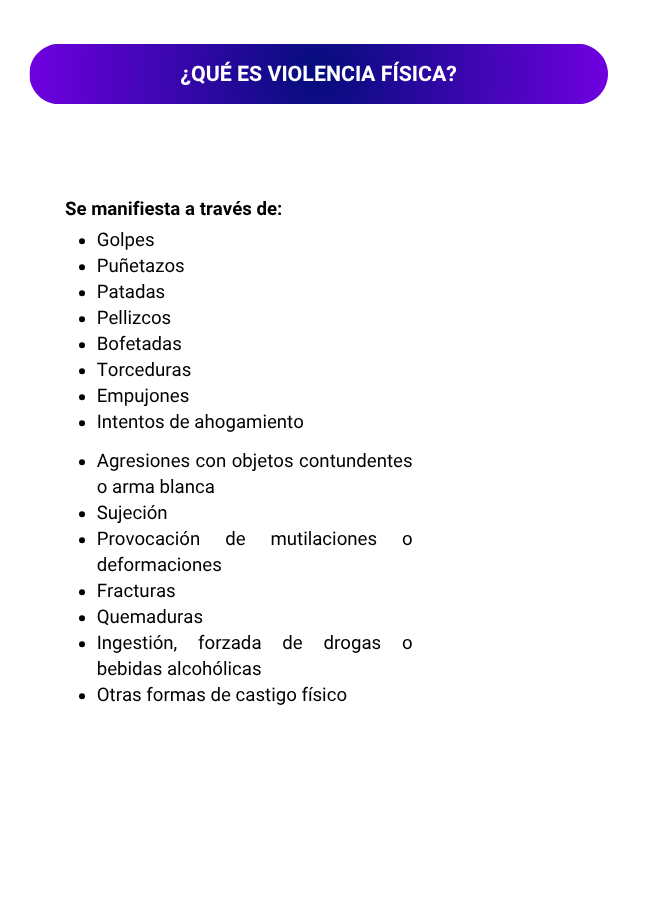 ¿QUÉ ES VIOLENCIA FÍSICA?
Se manifiesta a través de:
• Golpes
• Puñetazos
• Patadas
• Pellizcos
• Bofetadas
• Torceduras
• Empujones
• Intentos de ahogamiento
• Agresiones con objetos contundentes
o arma blanca
• Sujeción
• Provocación de mutilaciones o
deformaciones
• Fracturas
• Quemaduras
• Ingestión, forzada de drogas o
bebidas alcohólicas
• Otras formas de castigo físico